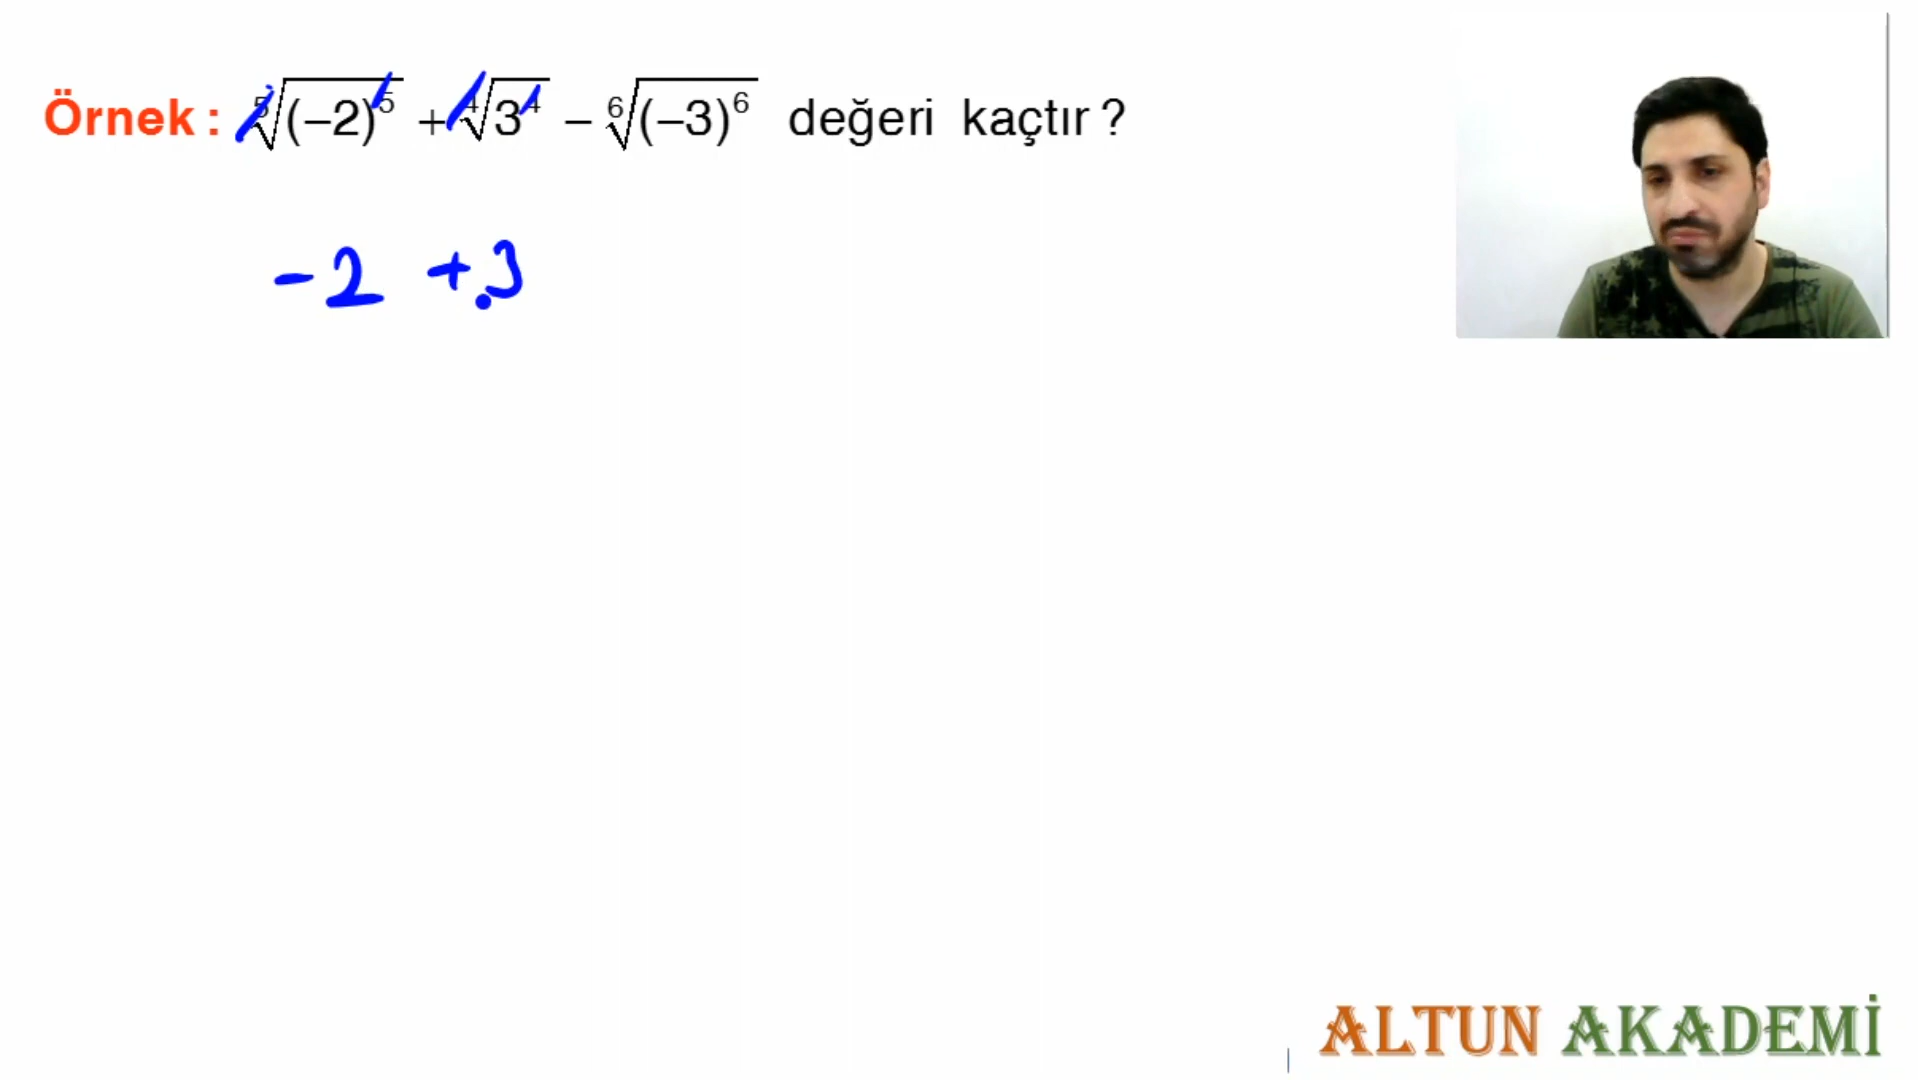 Örnek : ⁵√(−2)⁵ + ⁴√3⁴ − ⁶√(−3)⁶ değeri kaçtır ?
-2 +3
ALTUN AKADEMİ